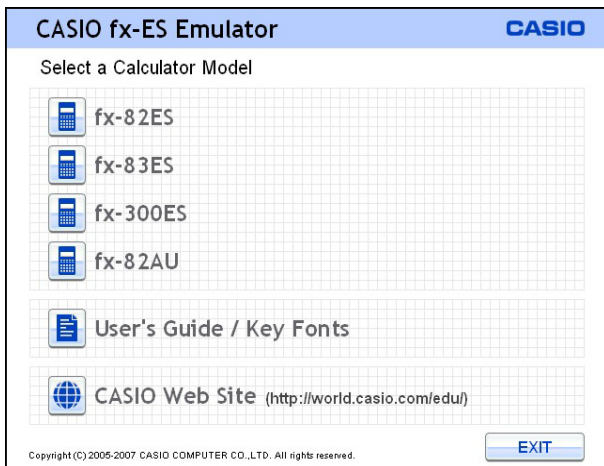 CASIO fx-ES Emulator CASIO
Select a Calculator Model
fx-82ES
fx-83ES
fx-300ES
fx-82AU
User's Guide / Key Fonts
CASIO Web Site (http://world.casio.com/edu/)
Copyright (C) 2005-2007 CASIO COMPUTER CO.,LTD. All rights reserved.
EXIT